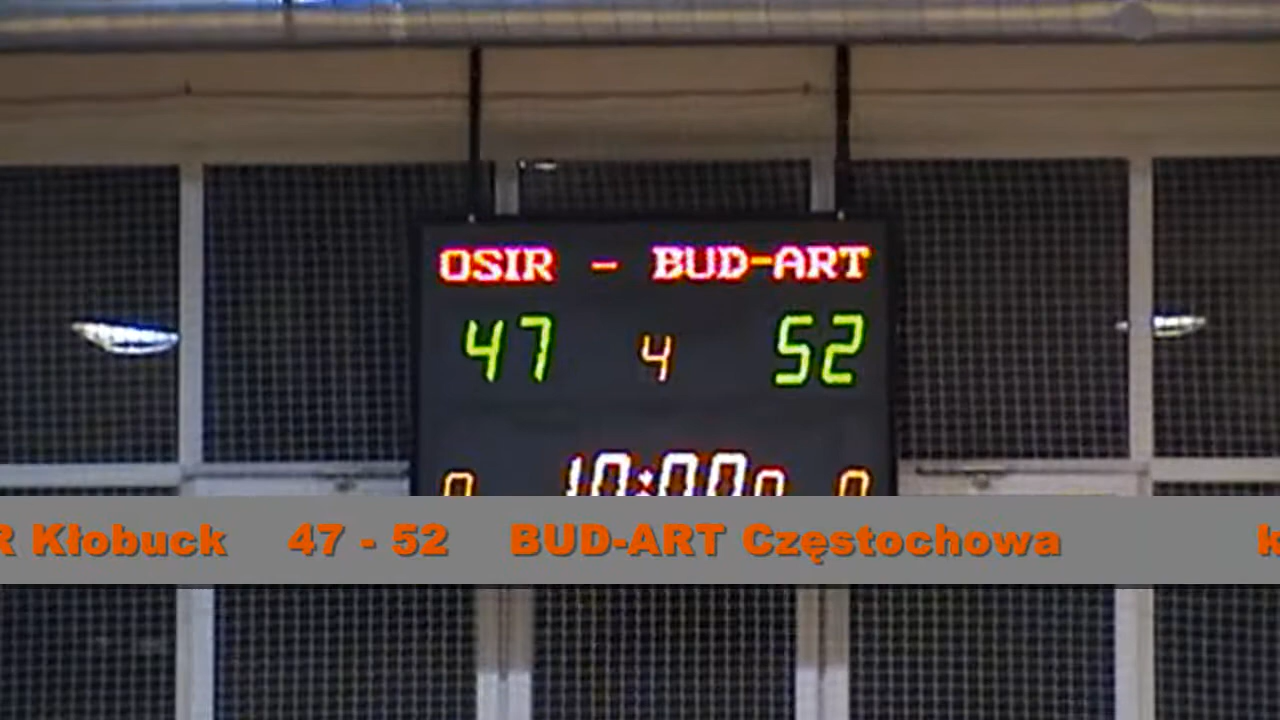 OSIR - BUD-ART
47 4 52
0 10:00 0 0
R Kłobuck 47 - 52 BUD-ART Częstochowa k